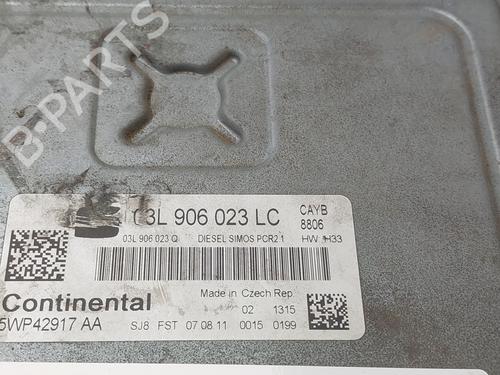 B-PARTS
03L 906 023 LC
CAYB
8806
03L 906 023 Q DIESEL SIMOS PCR2.1 HW H33
Continental
Made in Czech Rep.
02 1315
5WP42917 AA
SJ8 FST 07 08 11 0015 0199